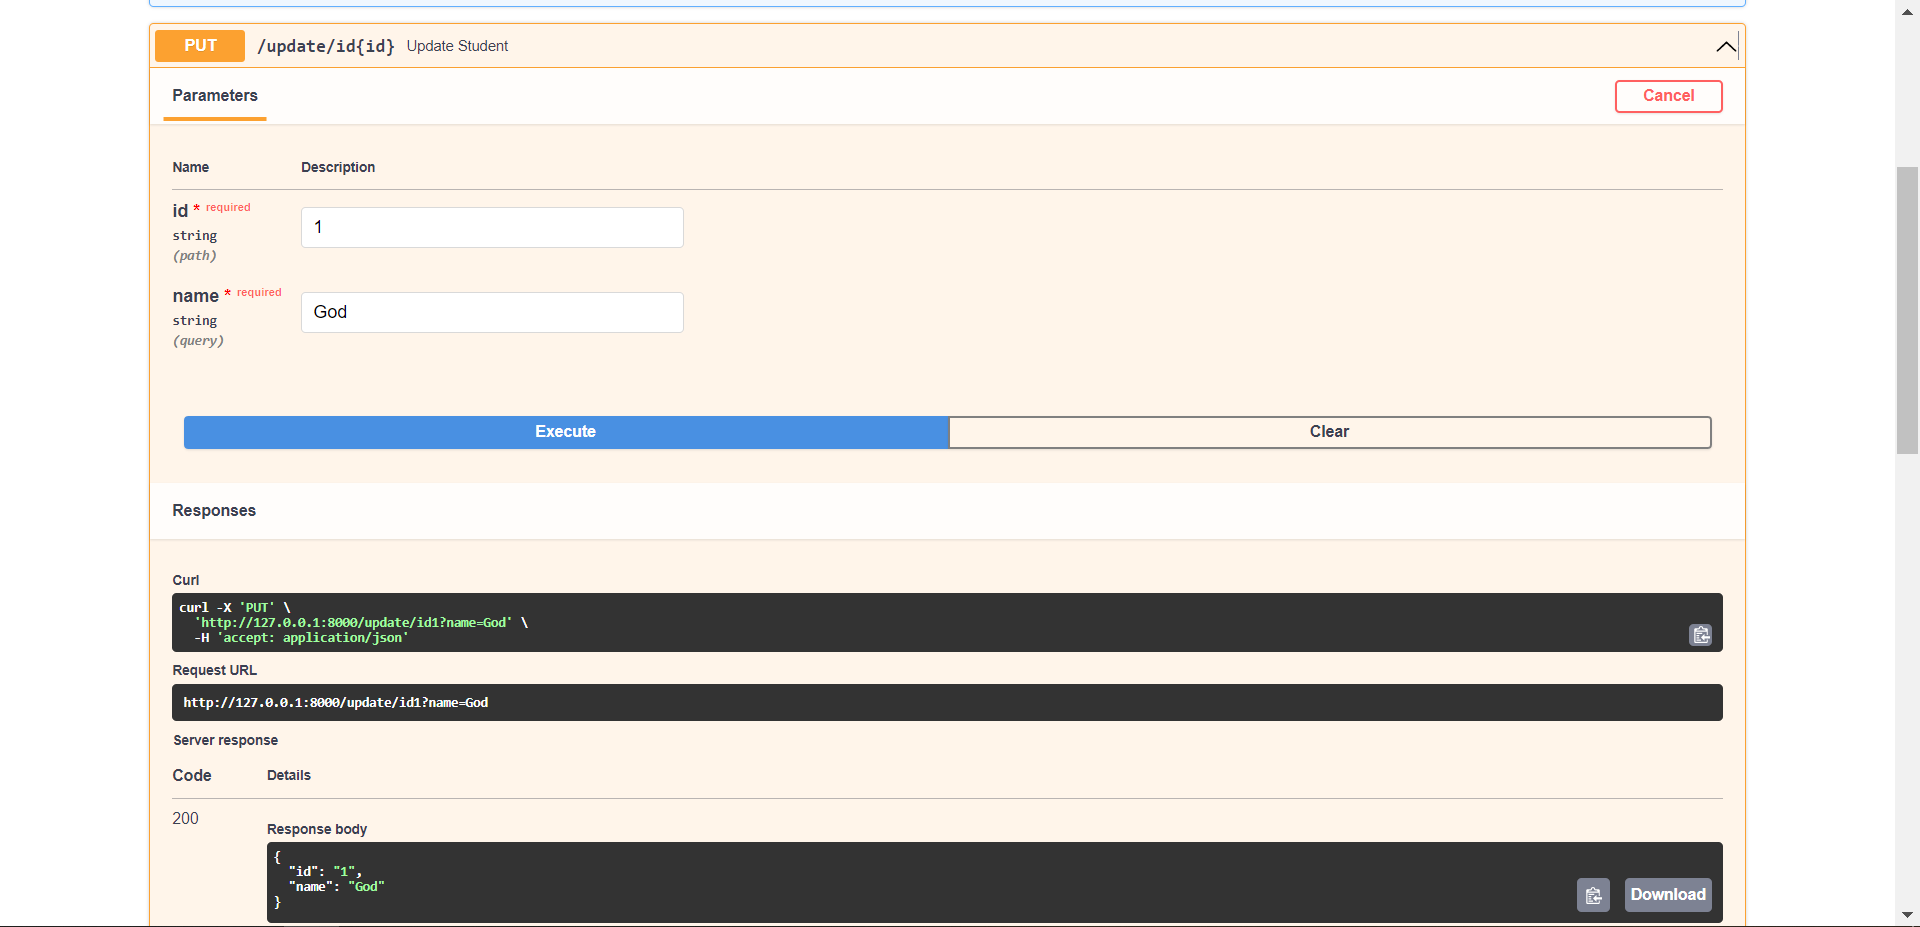 PUT /update/id{id} Update Student
Parameters Cancel
Name Description
id * required 1
string
(path)
name * required God
string
(query)
Execute Clear
Responses
Curl
curl -X 'PUT' \
'http://127.0.0.1:8000/update/id1?name=God' \
-H 'accept: application/json'
Request URL
http://127.0.0.1:8000/update/id1?name=God
Server response
Code Details
200
Response body
{
"id": "1",
"name": "God"
}
Download